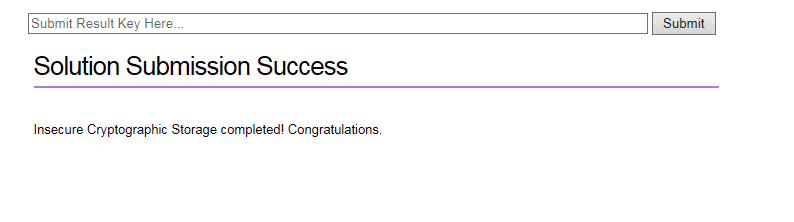 Submit Result Key Here... Submit
Solution Submission Success
Insecure Cryptographic Storage completed! Congratulations.